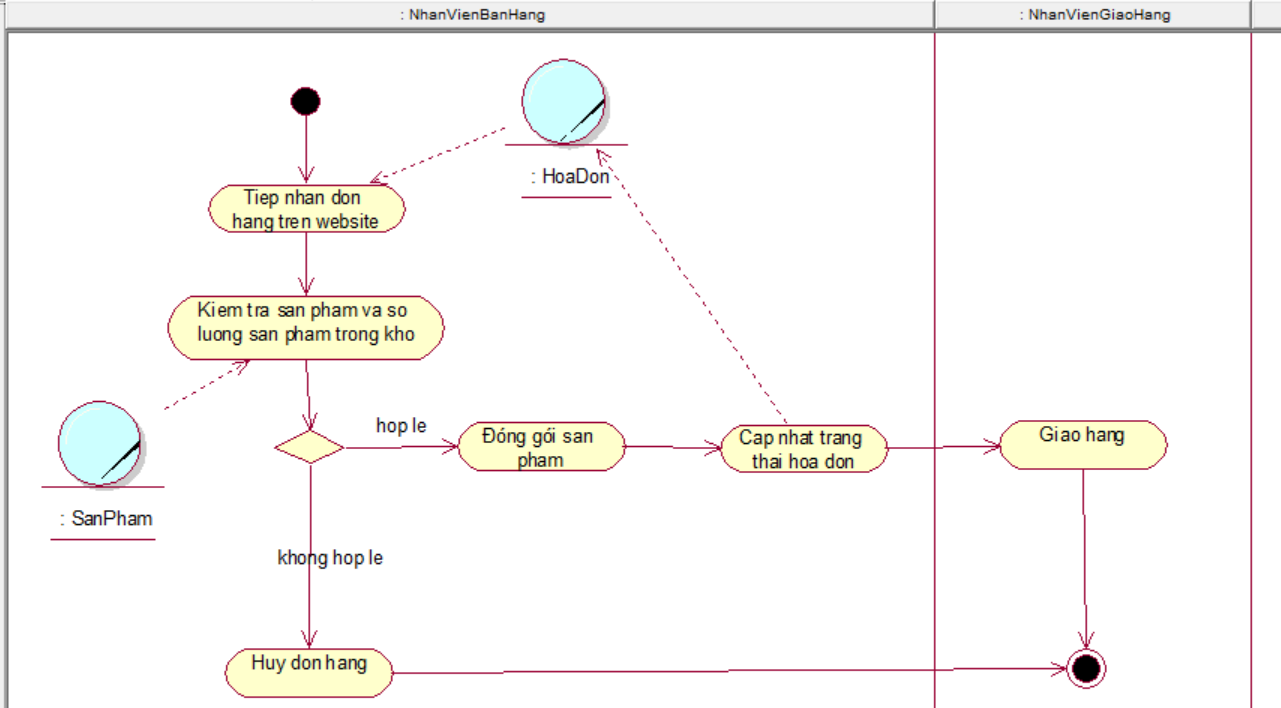 : NhanVienBanHang
: NhanVienGiaoHang
: HoaDon
Tiep nhan don
hang tren website
Kiem tra san pham va so
luong san pham trong kho
hop le
Đóng gói san
pham
Cap nhat trang
thai hoa don
Giao hang
: SanPham
khong hop le
Huy don hang